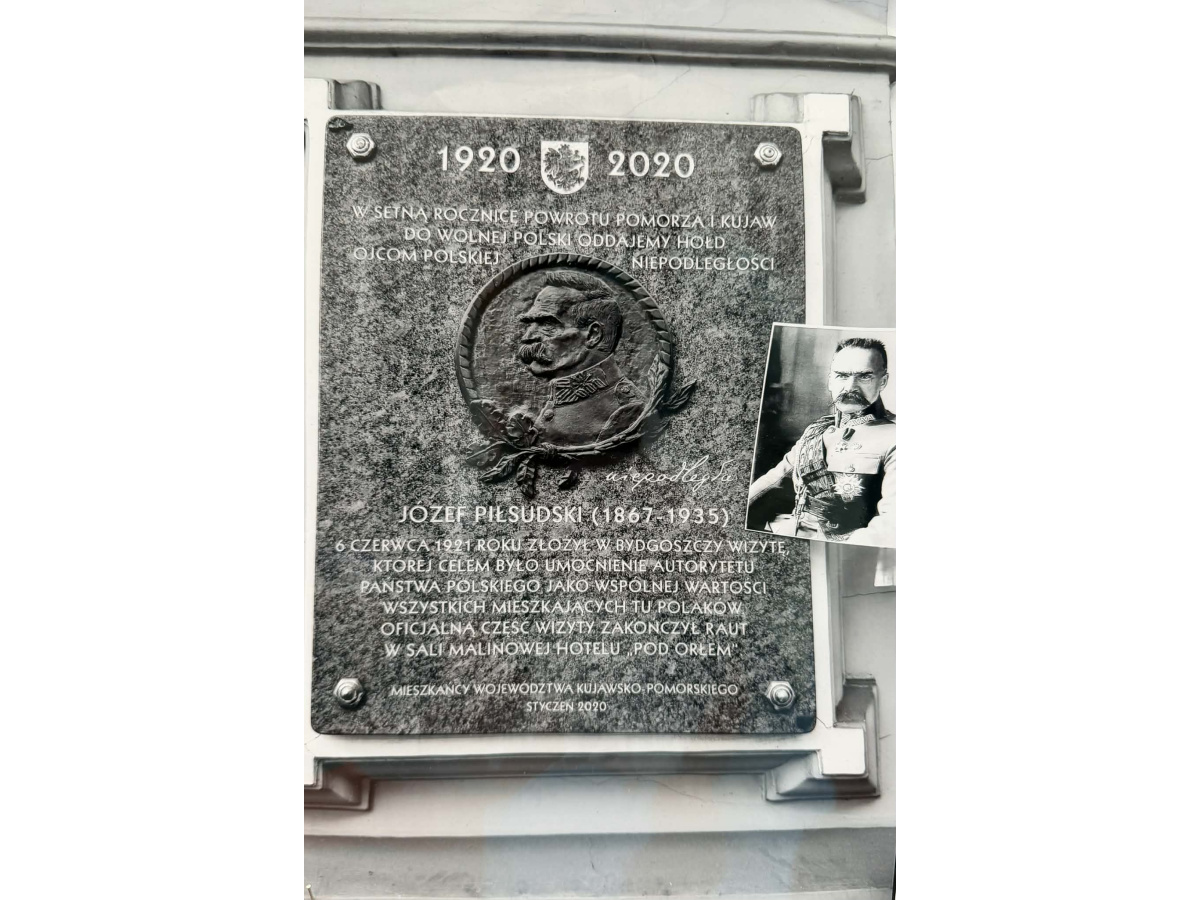 1920 2020
W SETNĄ ROCZNICĘ POWROTU POMORZA I KUJAW
DO WOLNEJ POLSKI ODDAJEMY HOŁD
OJCOM POLSKIEJ NIEPODLEGŁOŚCI
niepodległa
JÓZEF PIŁSUDSKI (1867-1935)
6 CZERWCA 1921 ROKU ZŁOŻYŁ W BYDGOSZCZY WIZYTĘ,
KTÓREJ CELEM BYŁO UMOCNIENIE AUTORYTETU
PAŃSTWA POLSKIEGO JAKO WSPÓLNEJ WARTOŚCI
WSZYSTKICH MIESZKAJĄCYCH TU POLAKÓW.
OFICJALNĄ CZĘŚĆ WIZYTY ZAKOŃCZYŁ RAUT
W SALI MALINOWEJ HOTELU „POD ORŁEM"
MIESZKAŃCY WOJEWÓDZTWA KUJAWSKO-POMORSKIEGO
STYCZEŃ 2020